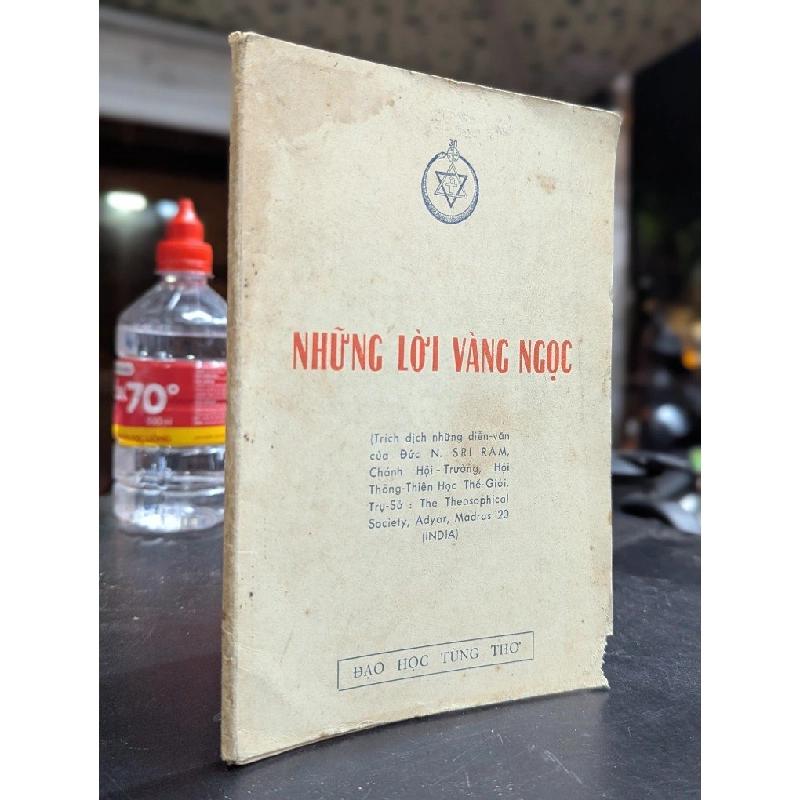 NHỮNG LỜI VÀNG NGỌC
(Trích dịch những diễn-văn
của Đức N. SRI RAM,
Chánh Hội-Trưởng, Hội
Thông-Thiên Học Thế-Giới.
Trụ-Sở : The Theosophical
Society, Adyar, Madras 20
(INDIA)
ĐẠO HỌC TÙNG THƠ
70°
500ml